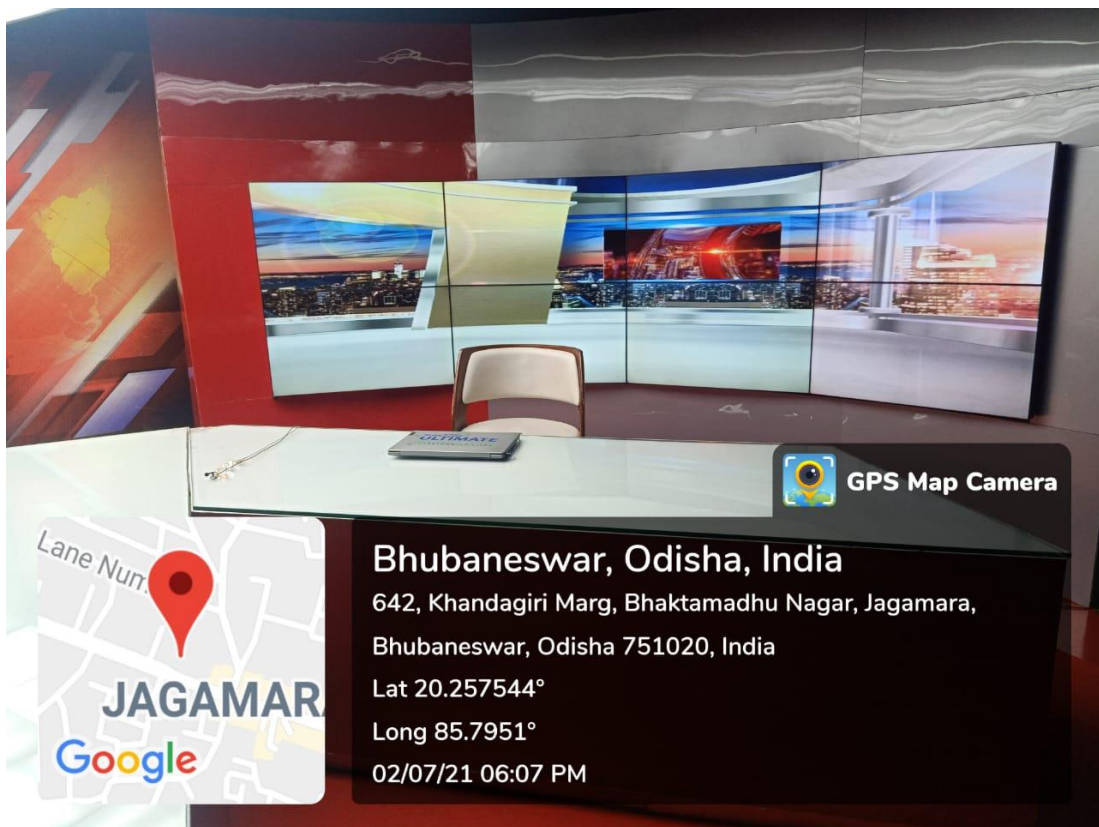 ULTIMATE
GPS Map Camera
Lane Num
JAGAMAR
Google
Bhubaneswar, Odisha, India
642, Khandagiri Marg, Bhaktamadhu Nagar, Jagamara,
Bhubaneswar, Odisha 751020, India
Lat 20.257544°
Long 85.7951°
02/07/21 06:07 PM